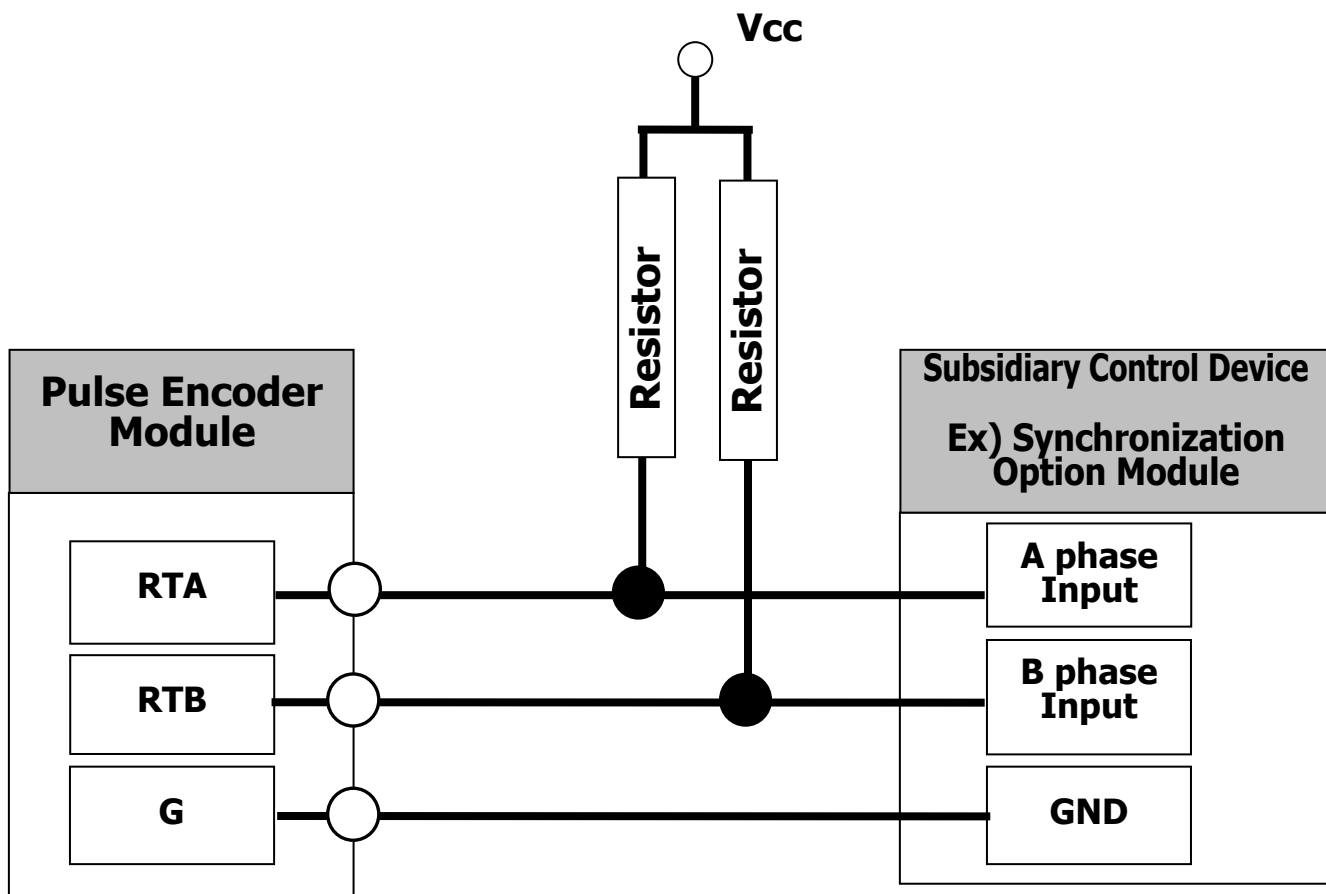 Vcc
Resistor
Resistor
Pulse Encoder
Module
RTA
RTB
G
Subsidiary Control Device
Ex) Synchronization
Option Module
A phase
Input
B phase
Input
GND